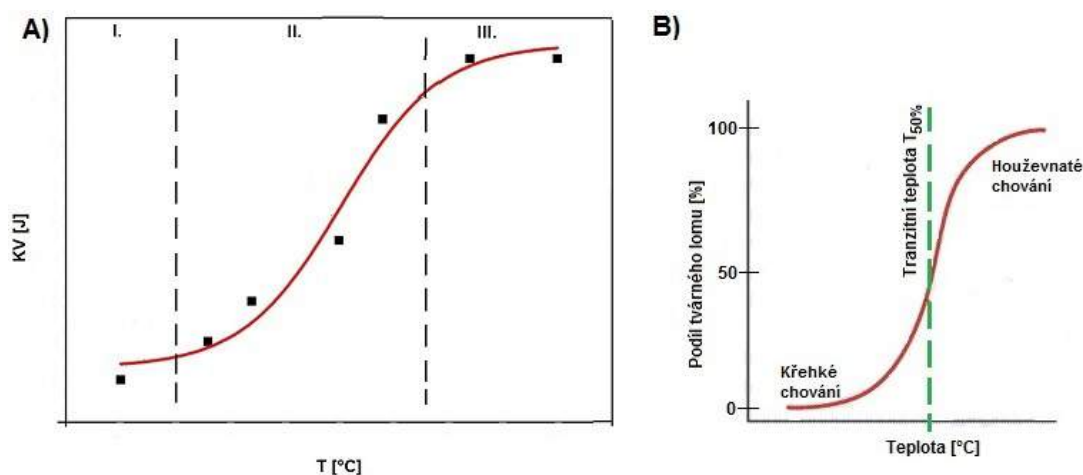 A)
I.
II.
III.
KV [J]
T [°C]
B)
Podíl tvárného lomu [%]
100
50
0
Tranzitní teplota T50%
Houževnaté
chování
Křehké
chování
Teplota [°C]